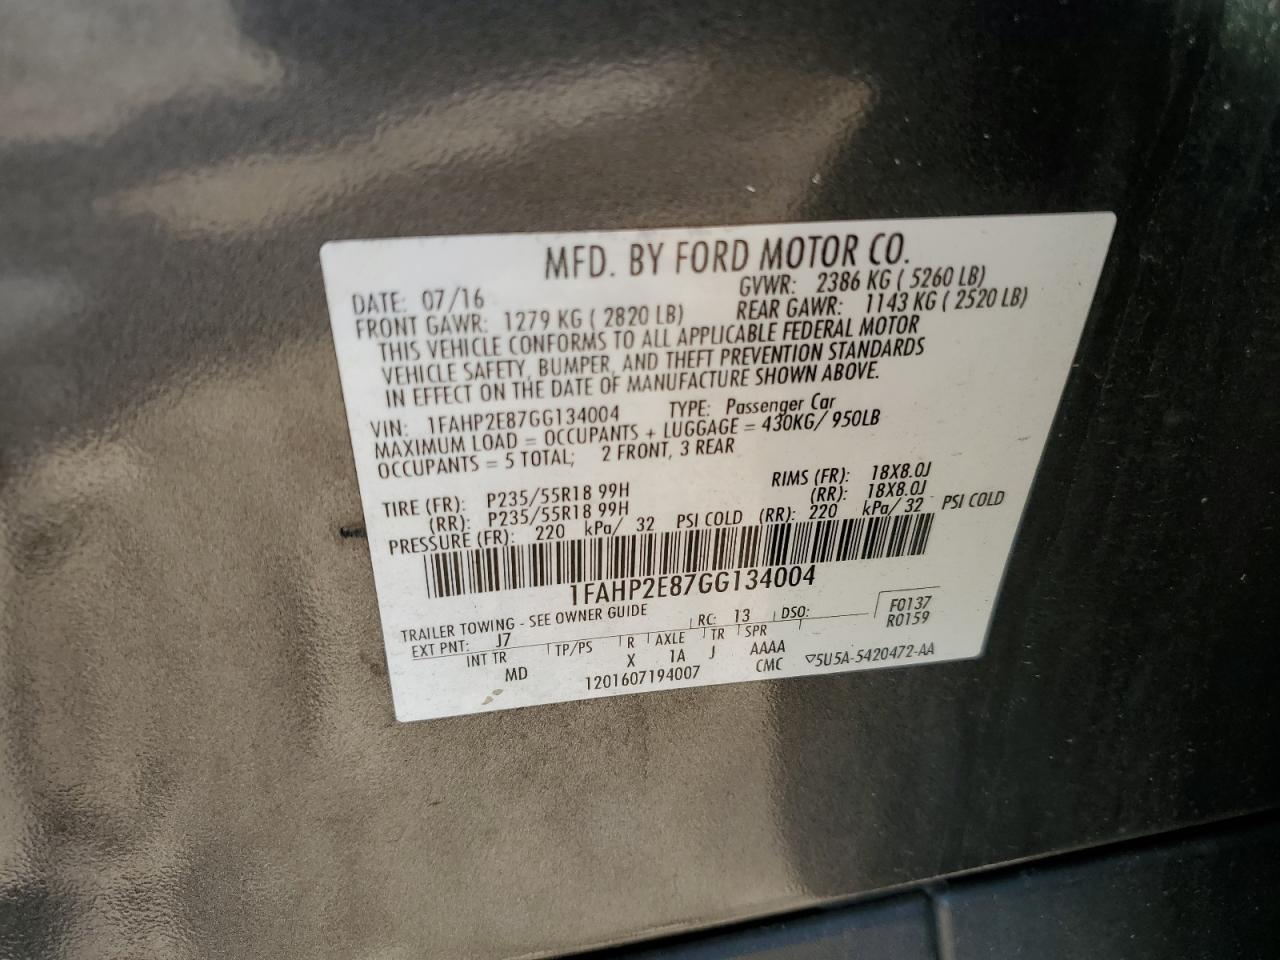 MFD. BY FORD MOTOR CO.
DATE: 07/16 GVWR: 2386 KG ( 5260 LB)
FRONT GAWR: 1279 KG ( 2820 LB) REAR GAWR: 1143 KG ( 2520 LB)
THIS VEHICLE CONFORMS TO ALL APPLICABLE FEDERAL MOTOR
VEHICLE SAFETY, BUMPER, AND THEFT PREVENTION STANDARDS
IN EFFECT ON THE DATE OF MANUFACTURE SHOWN ABOVE.
VIN: 1FAHP2E87GG134004 TYPE: Passenger Car
MAXIMUM LOAD = OCCUPANTS + LUGGAGE = 430KG/ 950LB
OCCUPANTS = 5 TOTAL; 2 FRONT, 3 REAR
TIRE (FR): P235/55R18 99H RIMS (FR): 18X8.0J
(RR): P235/55R18 99H (RR): 18X8.0J
PRESSURE (FR): 220 kPa/ 32 PSI COLD (RR): 220 kPa/ 32 PSI COLD
1FAHP2E87GG134004
TRAILER TOWING - SEE OWNER GUIDE F0137
EXT PNT: J7 RC: 13 DSO: R0159
INT TR TP/PS R AXLE TR SPR
MD X 1A J AAAA
1201607194007 CMC ▽5U5A-5420472-AA